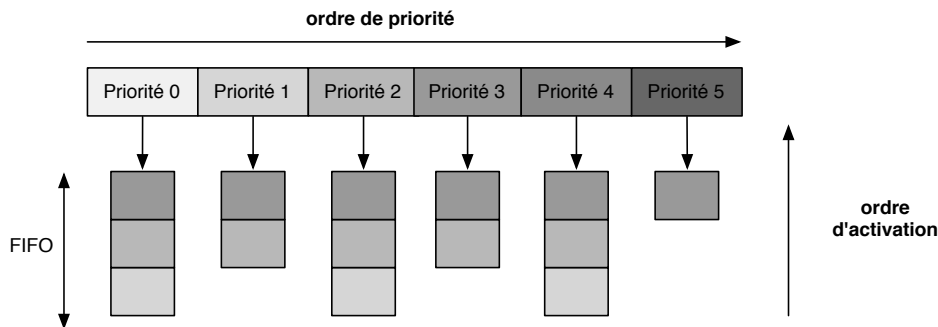 ordre de priorité
Priorité 0
Priorité 1
Priorité 2
Priorité 3
Priorité 4
Priorité 5
FIFO
ordre
d'activation